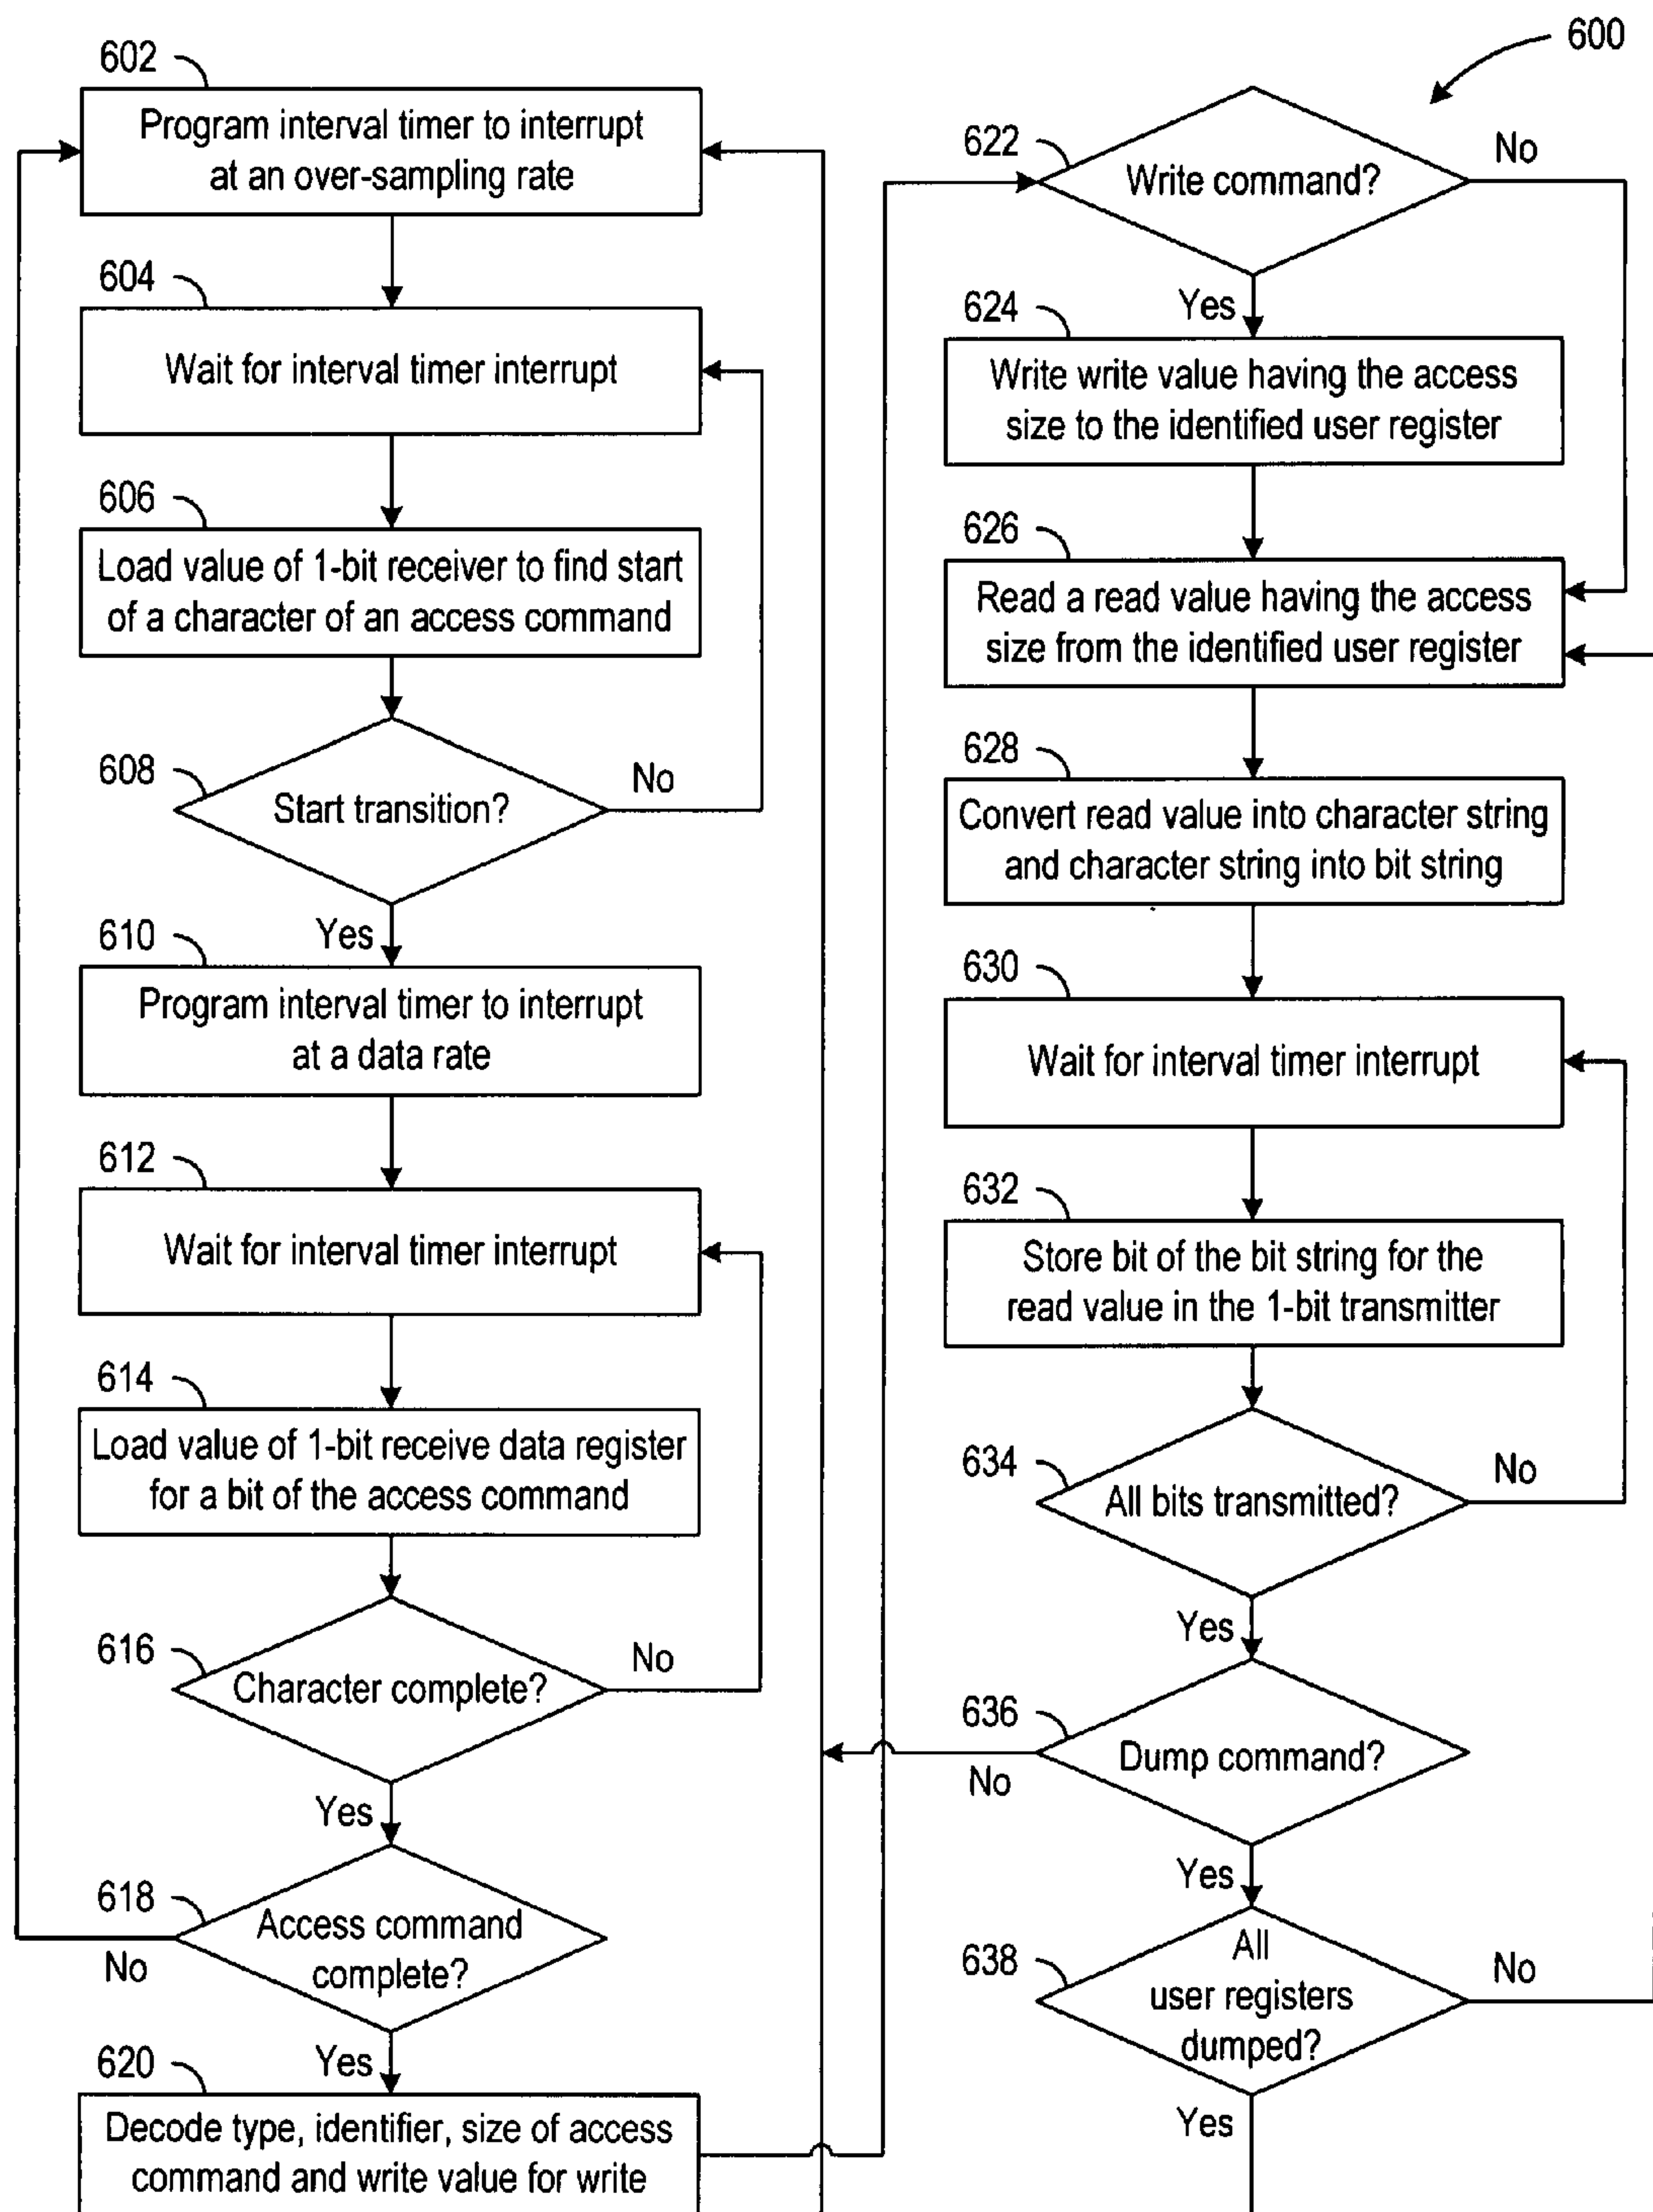 600
602
Program interval timer to interrupt
at an over-sampling rate
604
Wait for interval timer interrupt
606
Load value of 1-bit receiver to find start
of a character of an access command
608
Start transition?
No
Yes
610
Program interval timer to interrupt
at a data rate
612
Wait for interval timer interrupt
614
Load value of 1-bit receive data register
for a bit of the access command
616
Character complete?
No
Yes
618
Access command
complete?
No
Yes
620
Decode type, identifier, size of access
command and write value for write
622
Write command?
No
Yes
624
Write write value having the access
size to the identified user register
626
Read a read value having the access
size from the identified user register
628
Convert read value into character string
and character string into bit string
630
Wait for interval timer interrupt
632
Store bit of the bit string for the
read value in the 1-bit transmitter
634
All bits transmitted?
No
Yes
636
Dump command?
No
Yes
638
All
user registers
dumped?
No
Yes